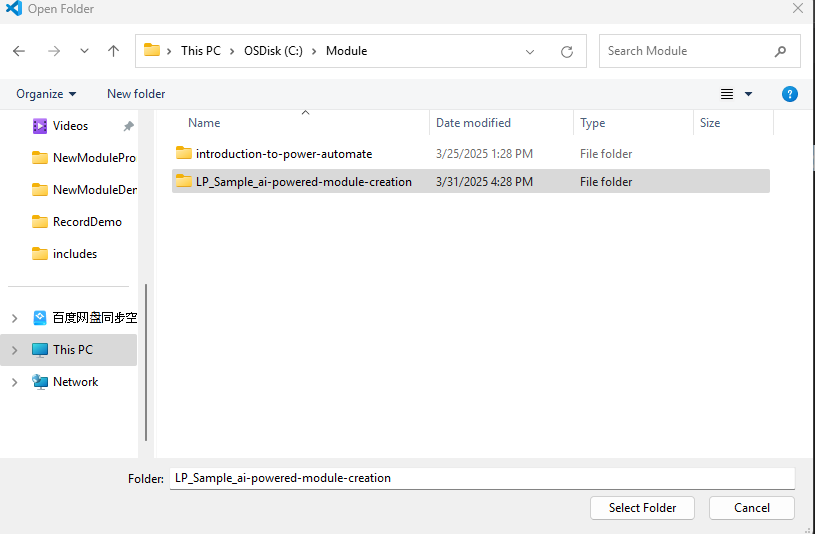 Open Folder
This PC > OSDisk (C:) > Module
Search Module
Organize
New folder
?
Name
Date modified
Type
Size
Videos
NewModulePro
NewModuleDer
RecordDemo
includes
百度网盘同步空
This PC
Network
introduction-to-power-automate 3/25/2025 1:28 PM File folder
LP_Sample_ai-powered-module-creation 3/31/2025 4:28 PM File folder
Folder: LP_Sample_ai-powered-module-creation
Select Folder
Cancel